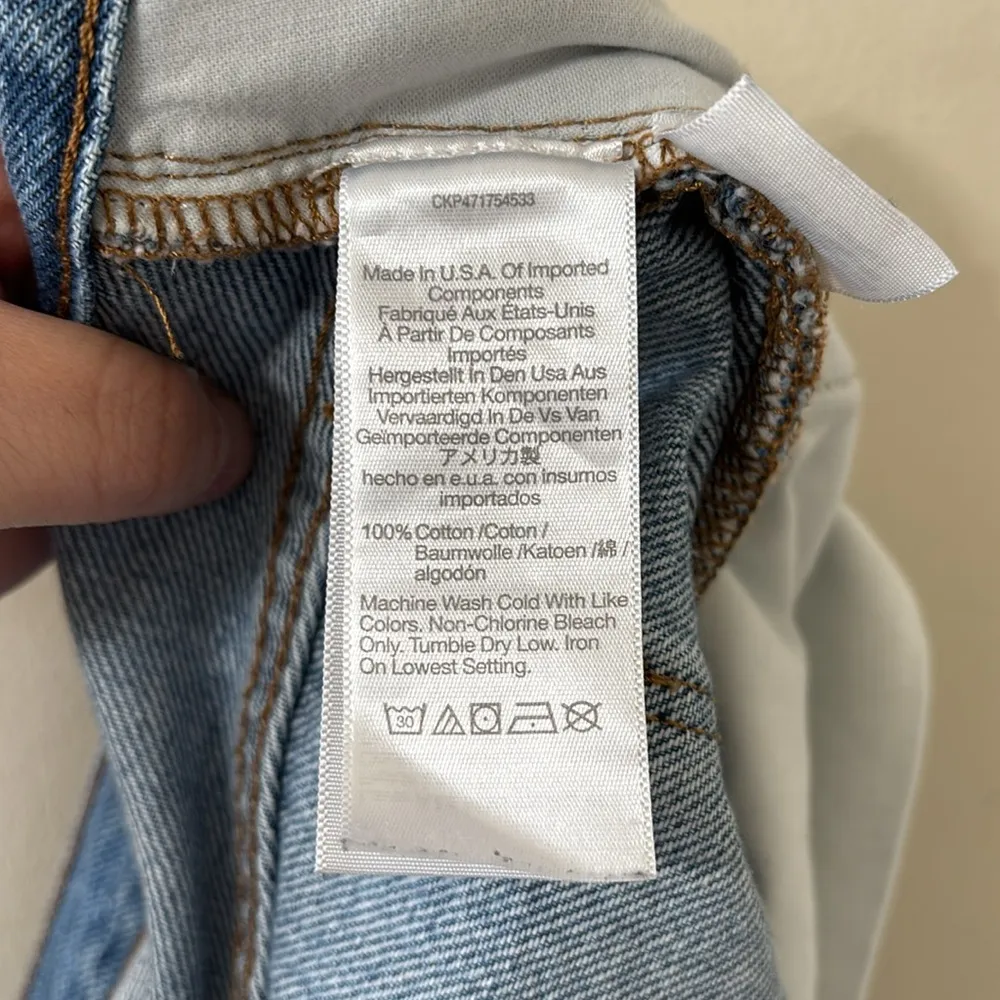 CKP471754533
Made In U.S.A. Of Imported
Components
Fabriqué Aux États-Unis
À Partir De Composants
Importés
Hergestellt In Den Usa Aus
Importierten Komponenten
Vervaardigd In De Vs Van
Geïmporteerde Componenten
アメリカ製
hecho en e.u.a. con insumos
importados
100% Cotton /Coton /
Baumwolle /Katoen /綿 /
algodón
Machine Wash Cold With Like
Colors. Non-Chlorine Bleach
Only. Tumble Dry Low. Iron
On Lowest Setting.
30